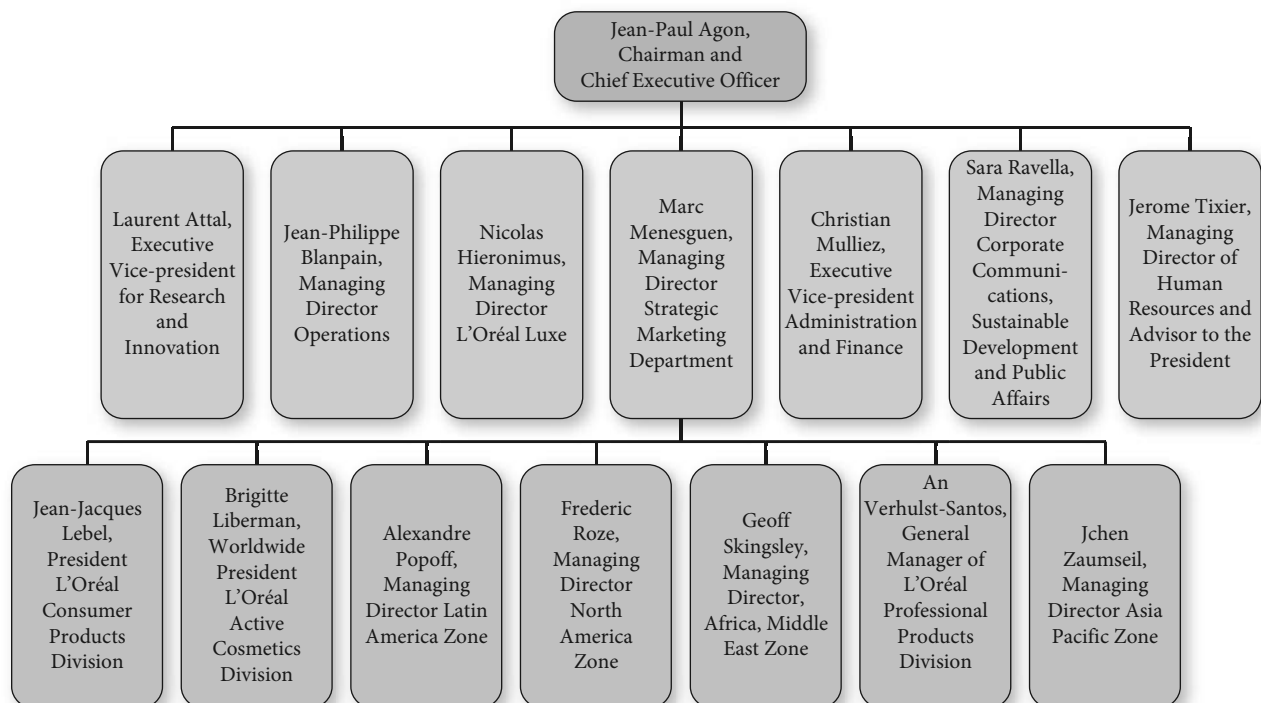 Jean-Paul Agon,
Chairman and
Chief Executive Officer
Laurent Attal,
Executive
Vice-president
for Research
and
Innovation
Jean-Philippe
Blanpain,
Managing
Director
Operations
Nicolas
Hieronimus,
Managing
Director
L'Oréal Luxe
Marc
Menesguen,
Managing
Director
Strategic
Marketing
Department
Christian
Mulliez,
Executive
Vice-president
Administration
and Finance
Sara Ravella,
Managing
Director
Corporate
Communi-
cations,
Sustainable
Development
and Public
Affairs
Jerome Tixier,
Managing
Director of
Human
Resources and
Advisor to the
President
Jean-Jacques
Lebel,
President
L'Oréal
Consumer
Products
Division
Brigitte
Liberman,
Worldwide
President
L'Oréal
Active
Cosmetics
Division
Alexandre
Popoff,
Managing
Director Latin
America Zone
Frederic
Roze,
Managing
Director
North
America
Zone
Geoff
Skingsley,
Managing
Director,
Africa, Middle
East Zone
An
Verhulst-Santos,
General
Manager of
L'Oréal
Professional
Products
Division
Jchen
Zaumseil,
Managing
Director Asia
Pacific Zone